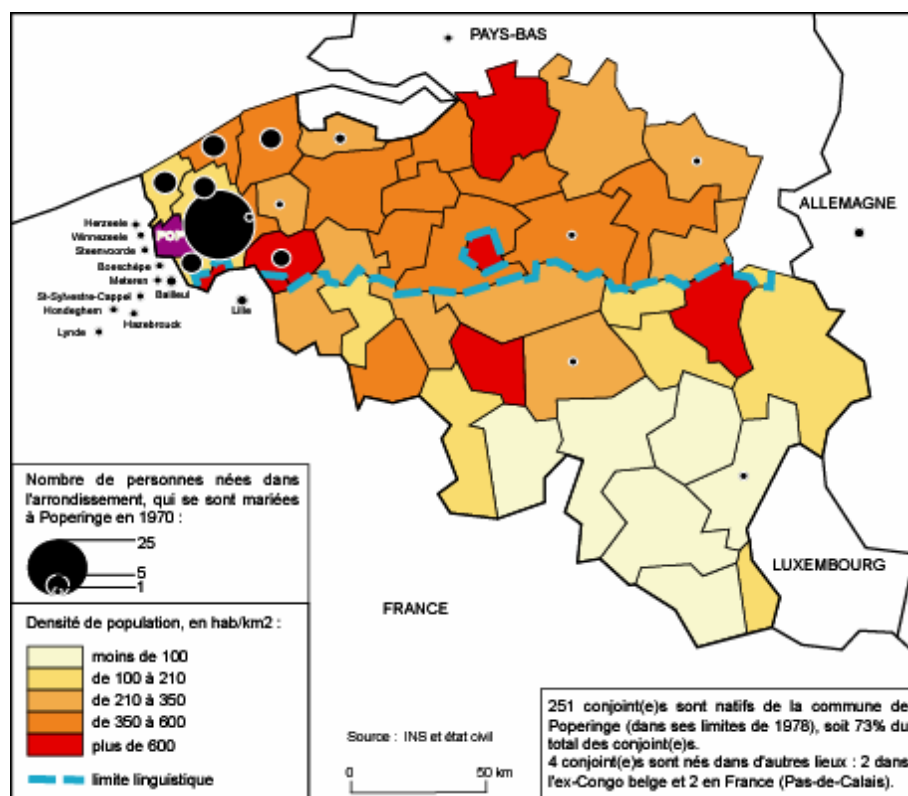 PAYS-BAS
ALLEMAGNE
Herzeele
Winnezeele
POP
Steenvoorde
Boeschépe
Meteren
Bailleul
St-Sylvestre-Cappel
Hondeghem
Hazebrouck
Lille
Lynde
LUXEMBOURG
FRANCE
Nombre de personnes nées dans
l'arrondissement, qui se sont mariées
à Poperinge en 1970 :
25
5
1
Densité de population, en hab/km2 :
moins de 100
de 100 à 210
de 210 à 350
de 350 à 600
plus de 600
limite linguistique
Source : INS et état civil
0 50 km
251 conjoint(e)s sont natifs de la commune de
Poperinge (dans ses limites de 1978), soit 73% du
total des conjoint(e)s.
4 conjoint(e)s sont nés dans d'autres lieux : 2 dans
l'ex-Congo belge et 2 en France (Pas-de-Calais).